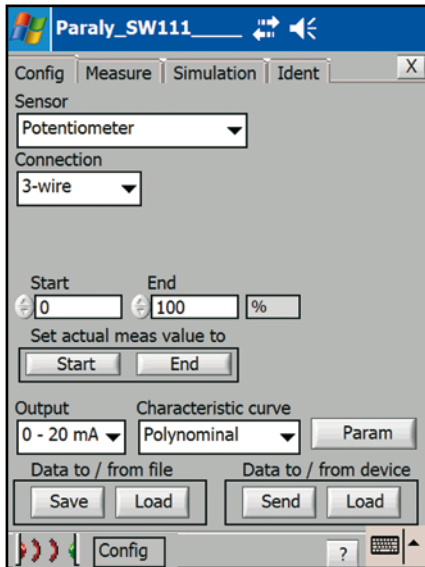 Paraly_SW111____
Config Measure Simulation Ident X
Sensor
Potentiometer
Connection
3-wire
Start End
0 100 %
Set actual meas value to
Start End
Output Characteristic curve
0 - 20 mA Polynominal Param
Data to / from file Data to / from device
Save Load Send Load
Config ?